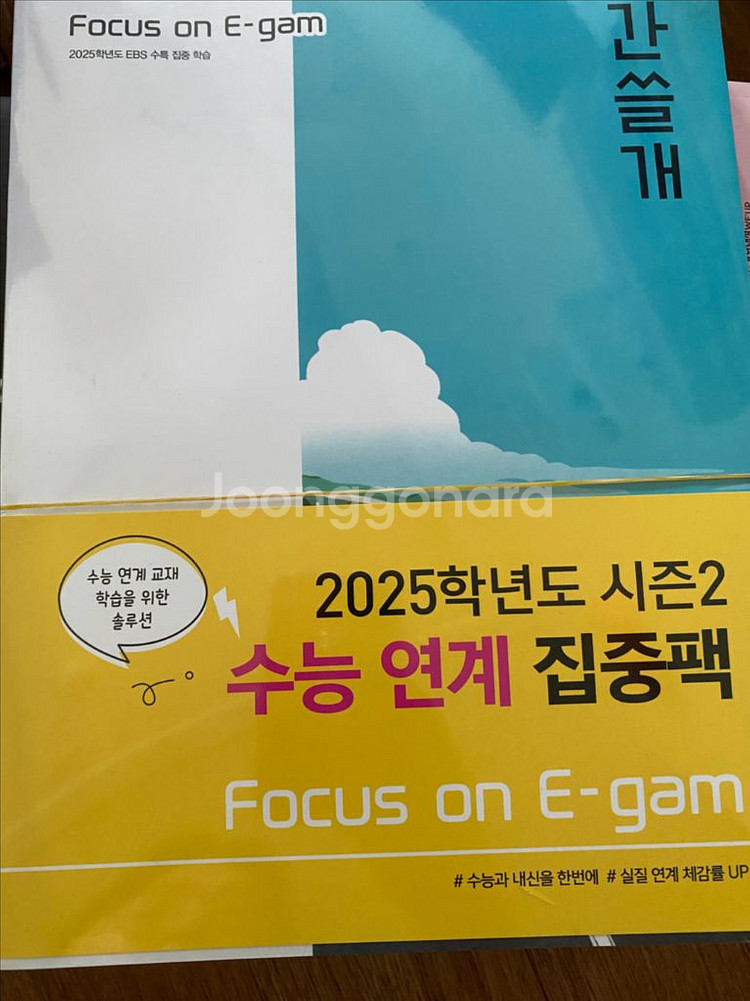 Focus on E-gam
2025학년도 EBS 수특 집중 학습
간쓸개
Joonggonara
수능 연계 교재
학습을 위한
솔루션
2025학년도 시즌2
수능 연계 집중팩
Focus on E-gam
# 수능과 내신을 한번에 # 실질 연계 체감률 UP